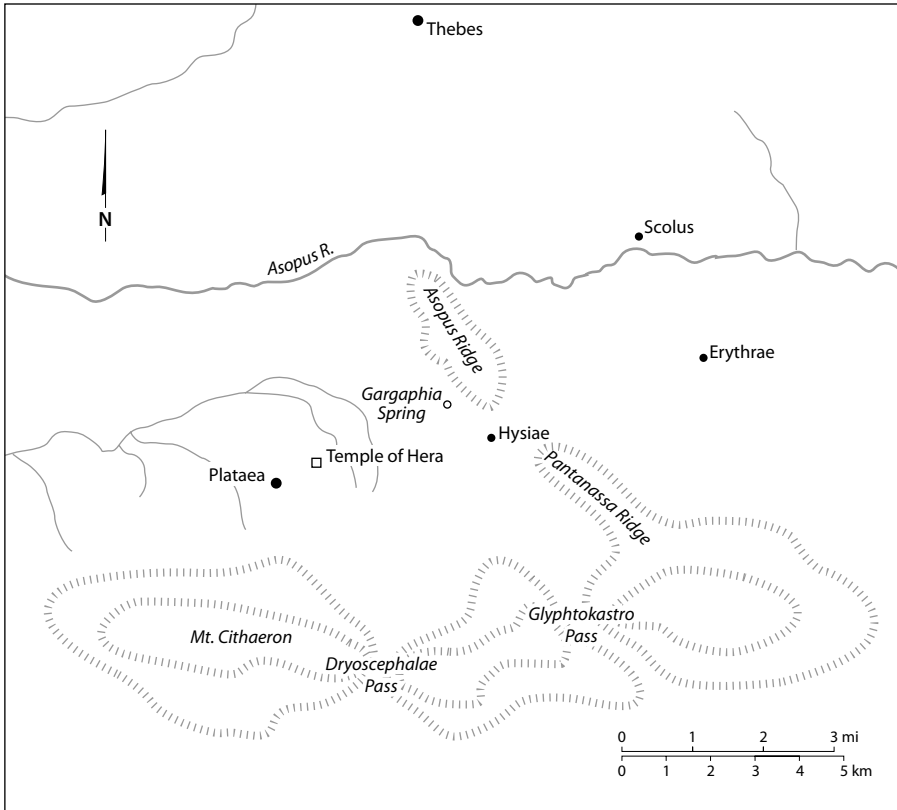 Thebes
N
Scolus
Asopus R.
Asopus Ridge
Erythrae
Gargaphia
Spring
Hysiae
Temple of Hera
Plataea
Pantanassa Ridge
Glyphtokastro
Pass
Mt. Cithaeron
Dryoscephalae
Pass
0 1 2 3 mi
0 1 2 3 4 5 km